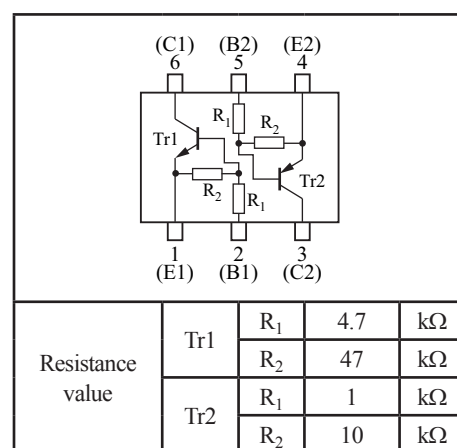 (C1) (B2) (E2)
6 5 4
R1 R2
Tr1
Tr2
R2 R1
1 2 3
(E1) (B1) (C2)
Resistance value Tr1 R1 4.7 kΩ
R2 47 kΩ
Tr2 R1 1 kΩ
R2 10 kΩ